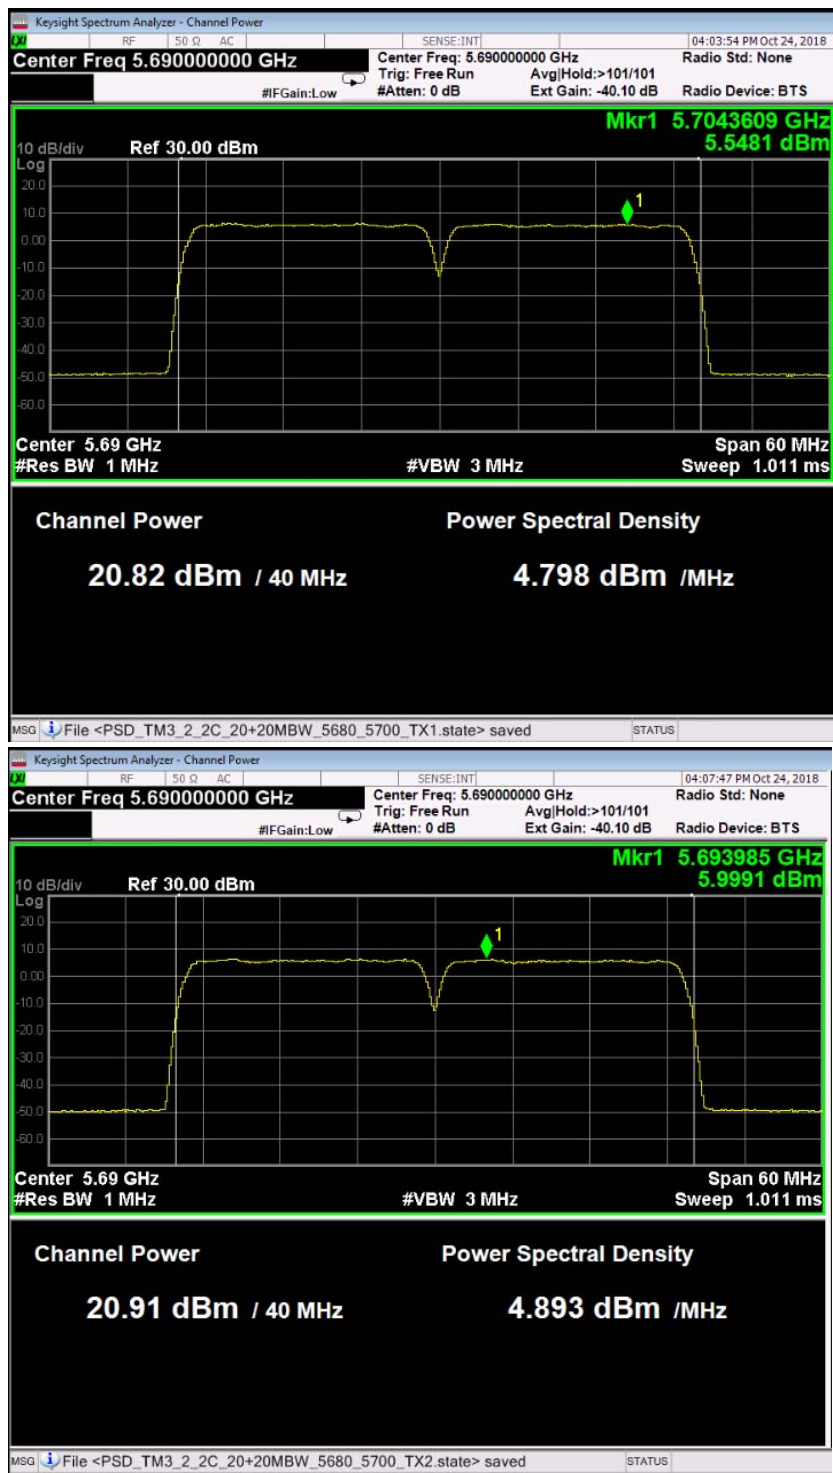 Keysight Spectrum Analyzer - Channel Power
LXI RF 50 Ω AC SENSE:INT 04:03:54 PM Oct 24, 2018
Center Freq 5.690000000 GHz Center Freq: 5.690000000 GHz Radio Std: None
Trig: Free Run Avg|Hold:>101/101
#IFGain:Low #Atten: 0 dB Ext Gain: -40.10 dB Radio Device: BTS
Mkr1 5.7043609 GHz
10 dB/div Ref 30.00 dBm 5.5481 dBm
Log
20.0
1
10.0
0.00
-10.0
-20.0
-30.0
-40.0
-50.0
-60.0
Center 5.69 GHz Span 60 MHz
#Res BW 1 MHz #VBW 3 MHz Sweep 1.011 ms
Channel Power Power Spectral Density
20.82 dBm / 40 MHz 4.798 dBm /MHz
MSG File <PSD_TM3_2_2C_20+20MBW_5680_5700_TX1.state> saved STATUS
Keysight Spectrum Analyzer - Channel Power
LXI RF 50 Ω AC SENSE:INT 04:07:47 PM Oct 24, 2018
Center Freq 5.690000000 GHz Center Freq: 5.690000000 GHz Radio Std: None
Trig: Free Run Avg|Hold:>101/101
#IFGain:Low #Atten: 0 dB Ext Gain: -40.10 dB Radio Device: BTS
Mkr1 5.693985 GHz
10 dB/div Ref 30.00 dBm 5.9991 dBm
Log
20.0
1
10.0
0.00
-10.0
-20.0
-30.0
-40.0
-50.0
-60.0
Center 5.69 GHz Span 60 MHz
#Res BW 1 MHz #VBW 3 MHz Sweep 1.011 ms
Channel Power Power Spectral Density
20.91 dBm / 40 MHz 4.893 dBm /MHz
MSG File <PSD_TM3_2_2C_20+20MBW_5680_5700_TX2.state> saved STATUS